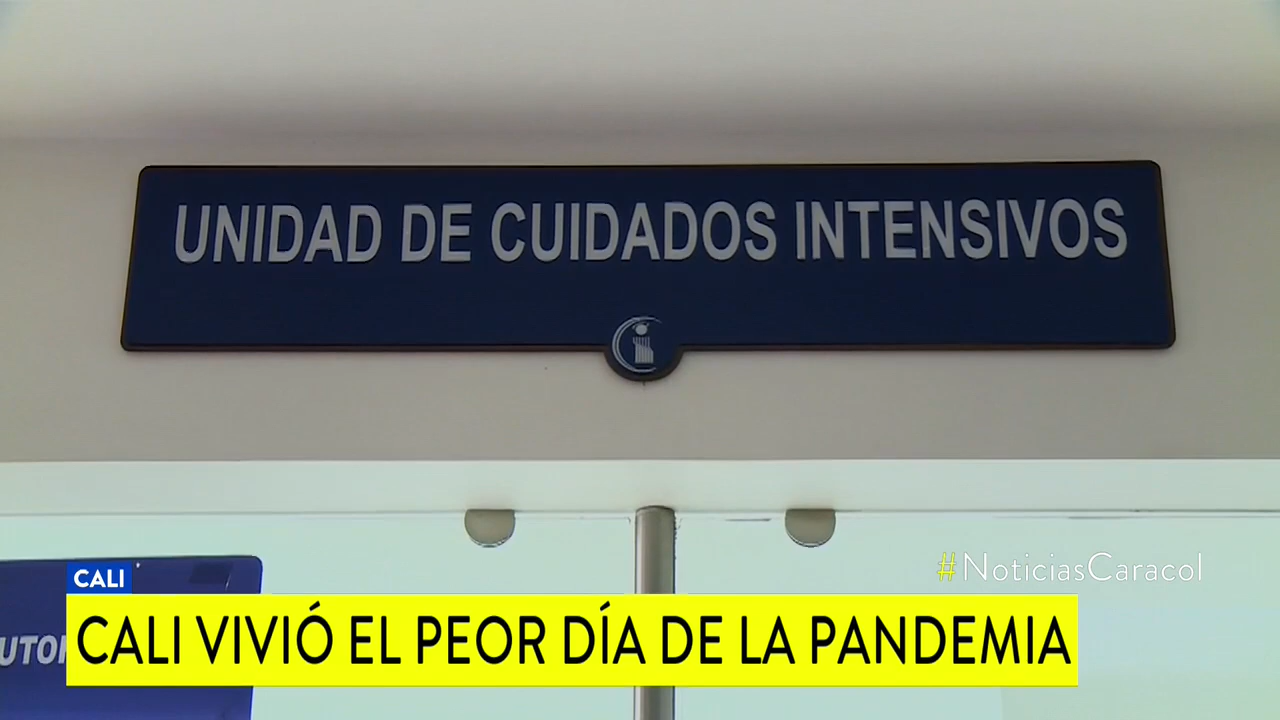 UNIDAD DE CUIDADOS INTENSIVOS
#NoticiasCaracol
CALI
CALI VIVIÓ EL PEOR DÍA DE LA PANDEMIA